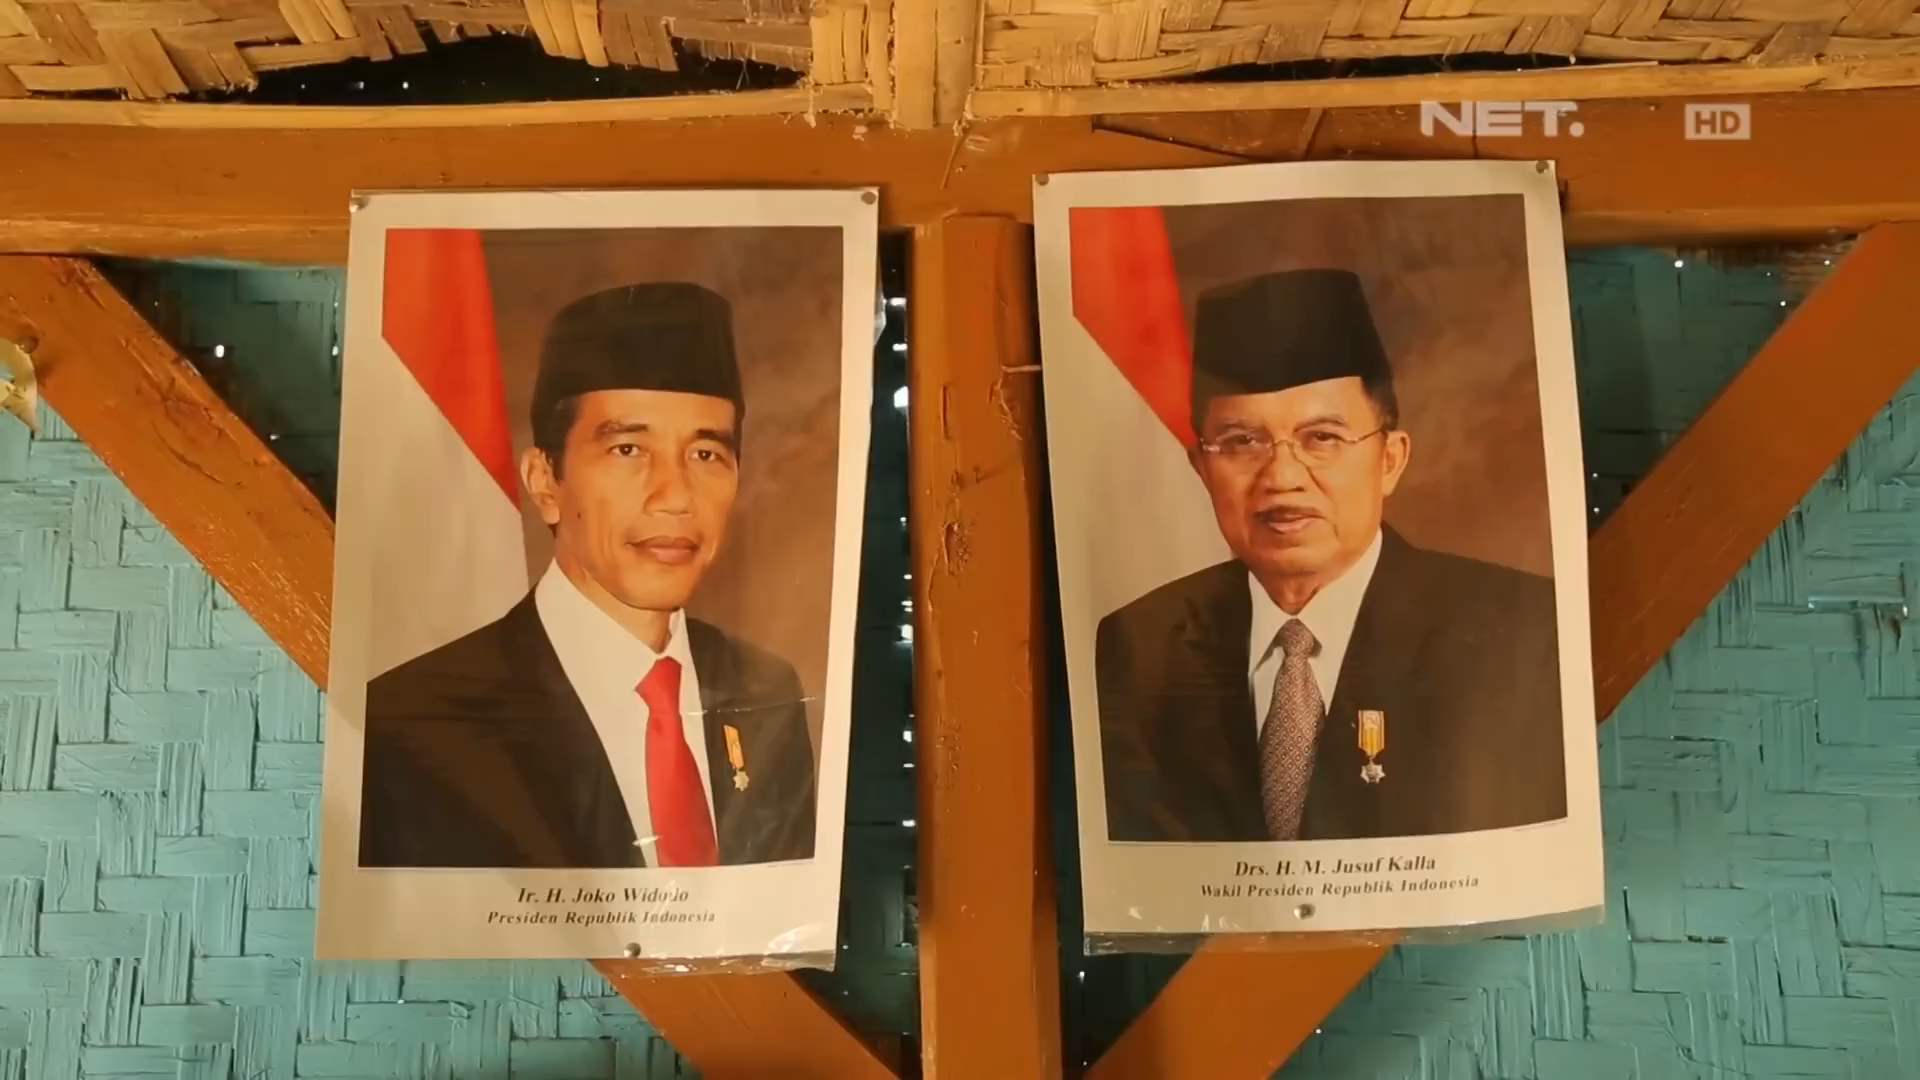 NET.
HD
Ir. H. Joko Widodo
Presiden Republik Indonesia
Drs. H. M. Jusuf Kalla
Wakil Presiden Republik Indonesia